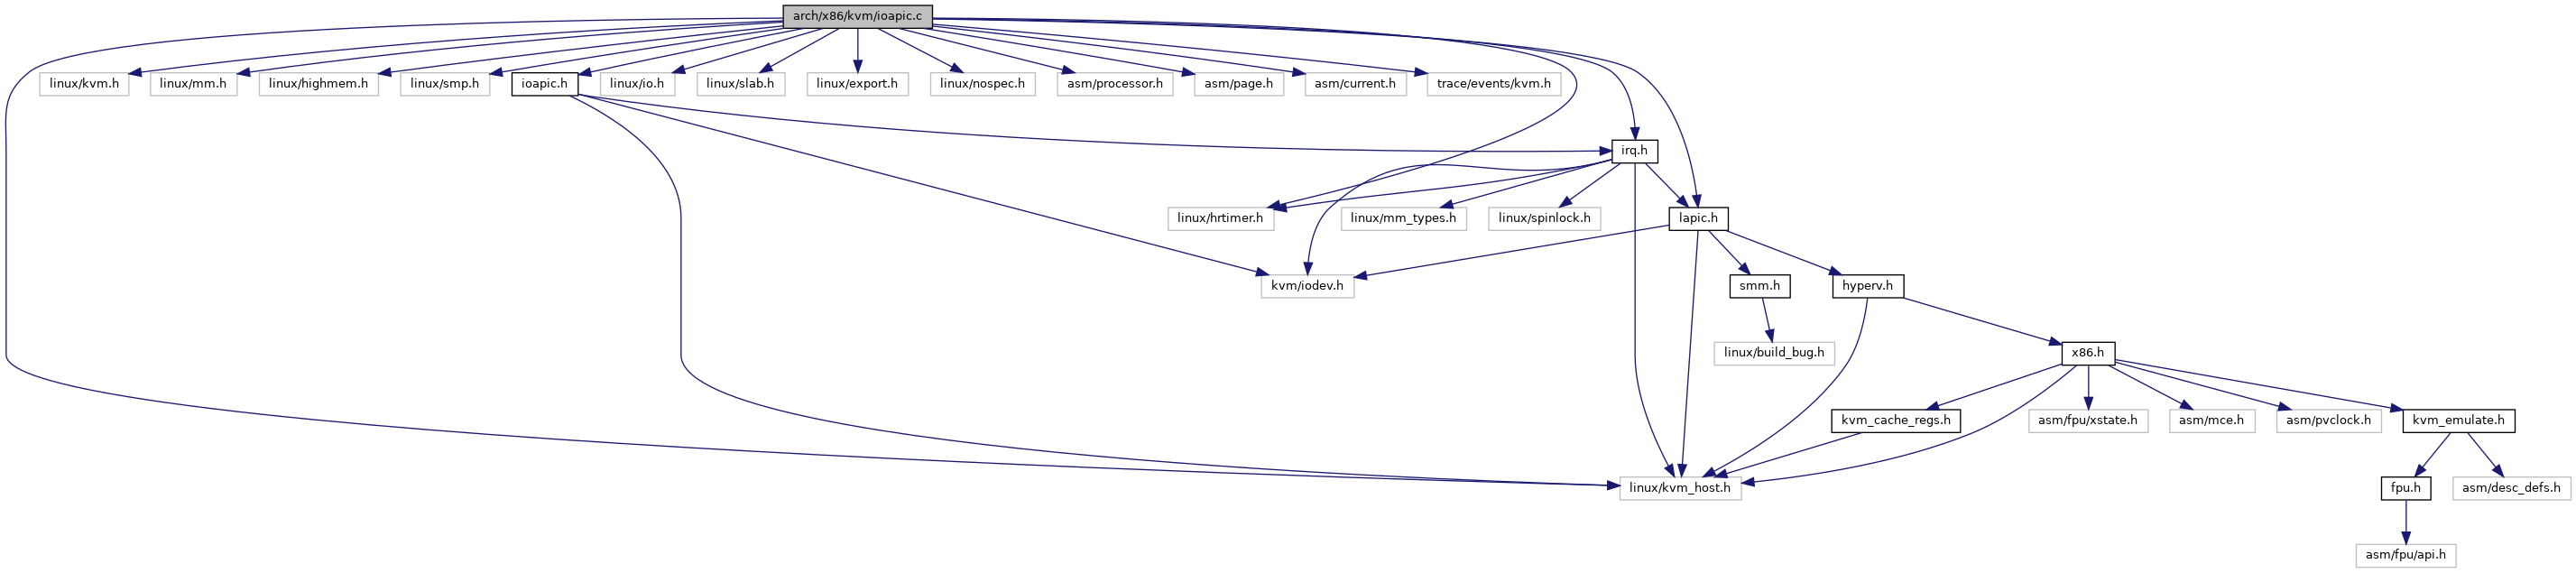 arch/x86/kvm/ioapic.c
linux/kvm.h
linux/mm.h
linux/highmem.h
linux/smp.h
ioapic.h
linux/io.h
linux/slab.h
linux/export.h
linux/nospec.h
asm/processor.h
asm/page.h
asm/current.h
trace/events/kvm.h
irq.h
linux/hrtimer.h
linux/mm_types.h
linux/spinlock.h
lapic.h
kvm/iodev.h
smm.h
hyperv.h
linux/build_bug.h
x86.h
kvm_cache_regs.h
asm/fpu/xstate.h
asm/mce.h
asm/pvclock.h
kvm_emulate.h
linux/kvm_host.h
fpu.h
asm/desc_defs.h
asm/fpu/api.h